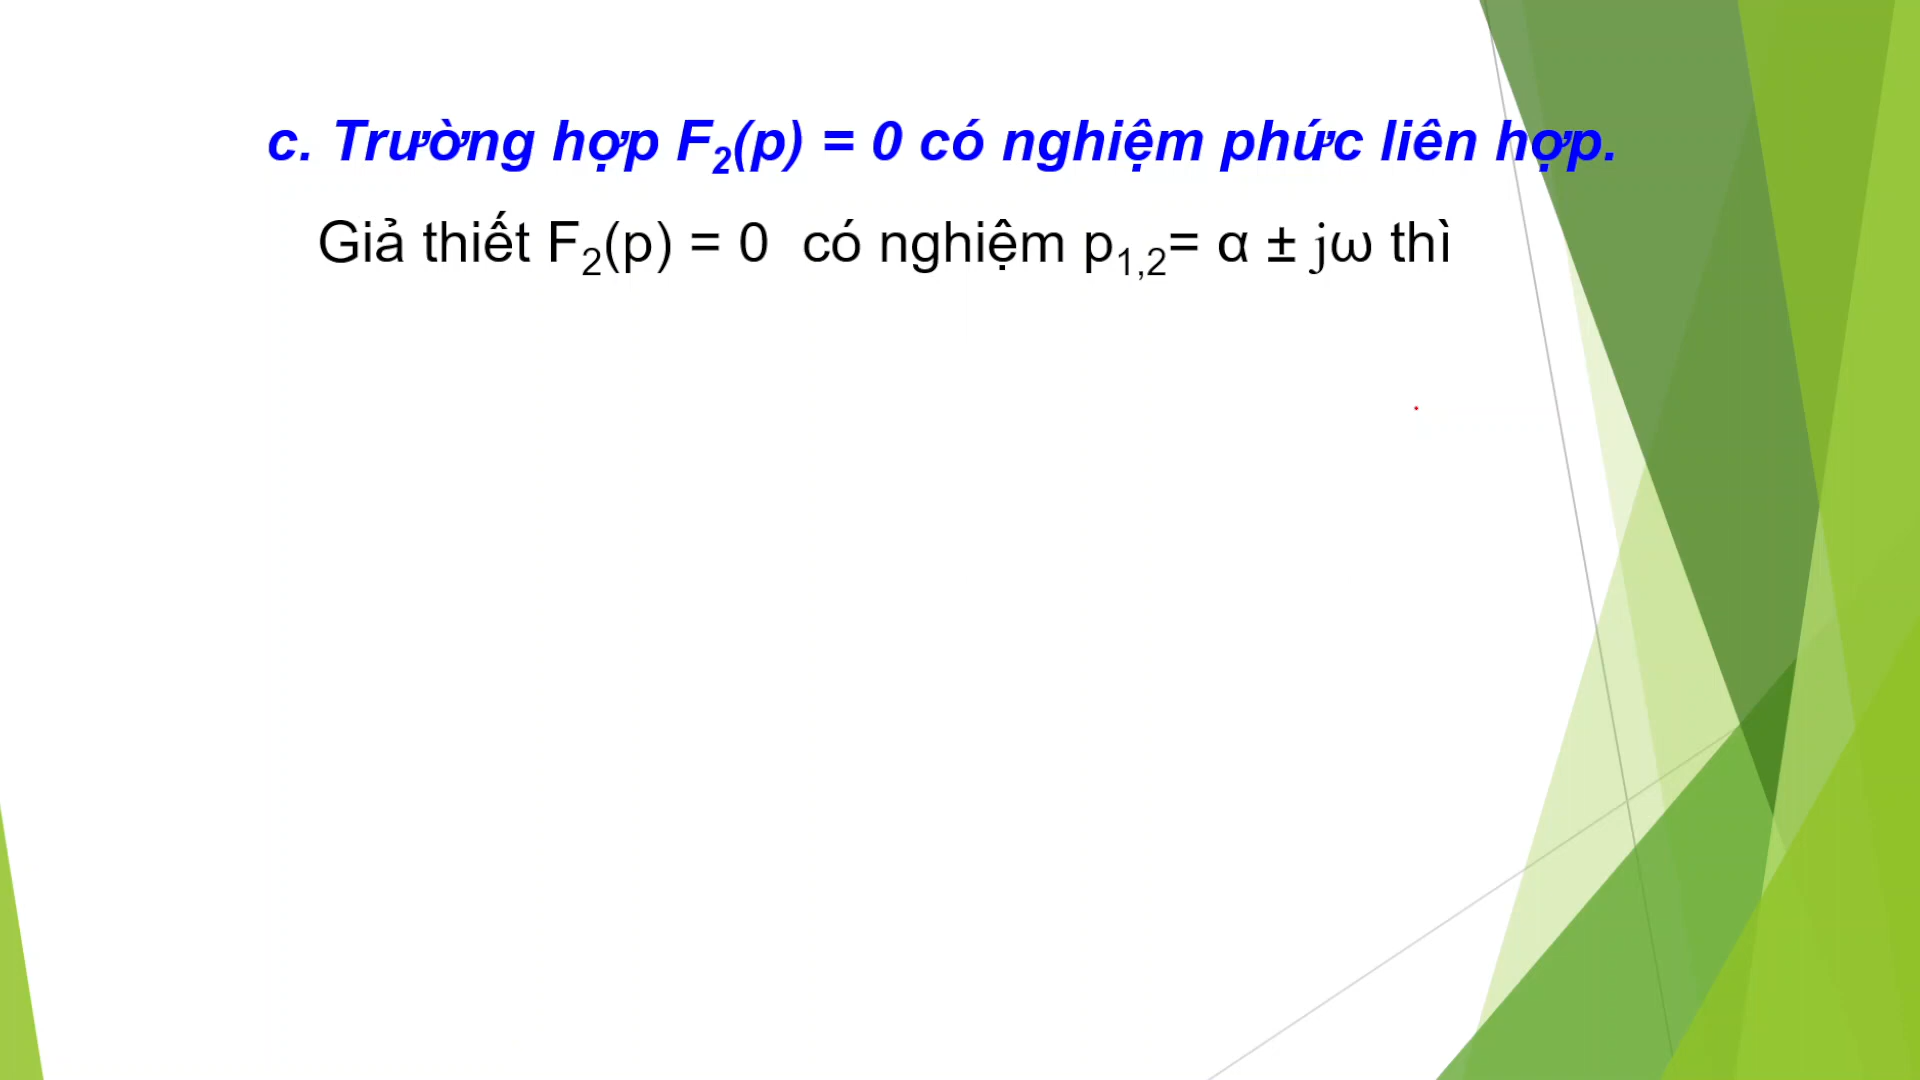 c. Trường hợp F₂(p) = 0 có nghiệm phức liên hợp.
Giả thiết F₂(p) = 0 có nghiệm p₁,₂= α ± jω thì